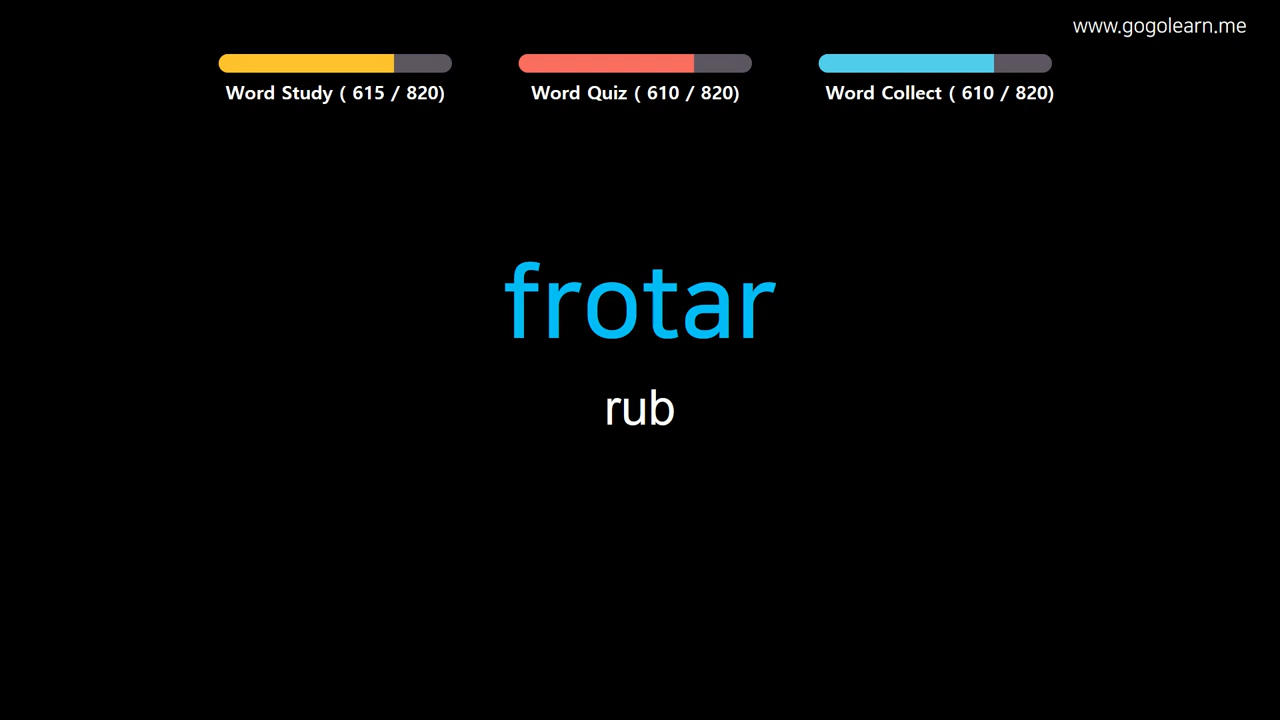 www.gogolearn.me
Word Study ( 615 / 820)
Word Quiz ( 610 / 820)
Word Collect ( 610 / 820)
frotar
rub